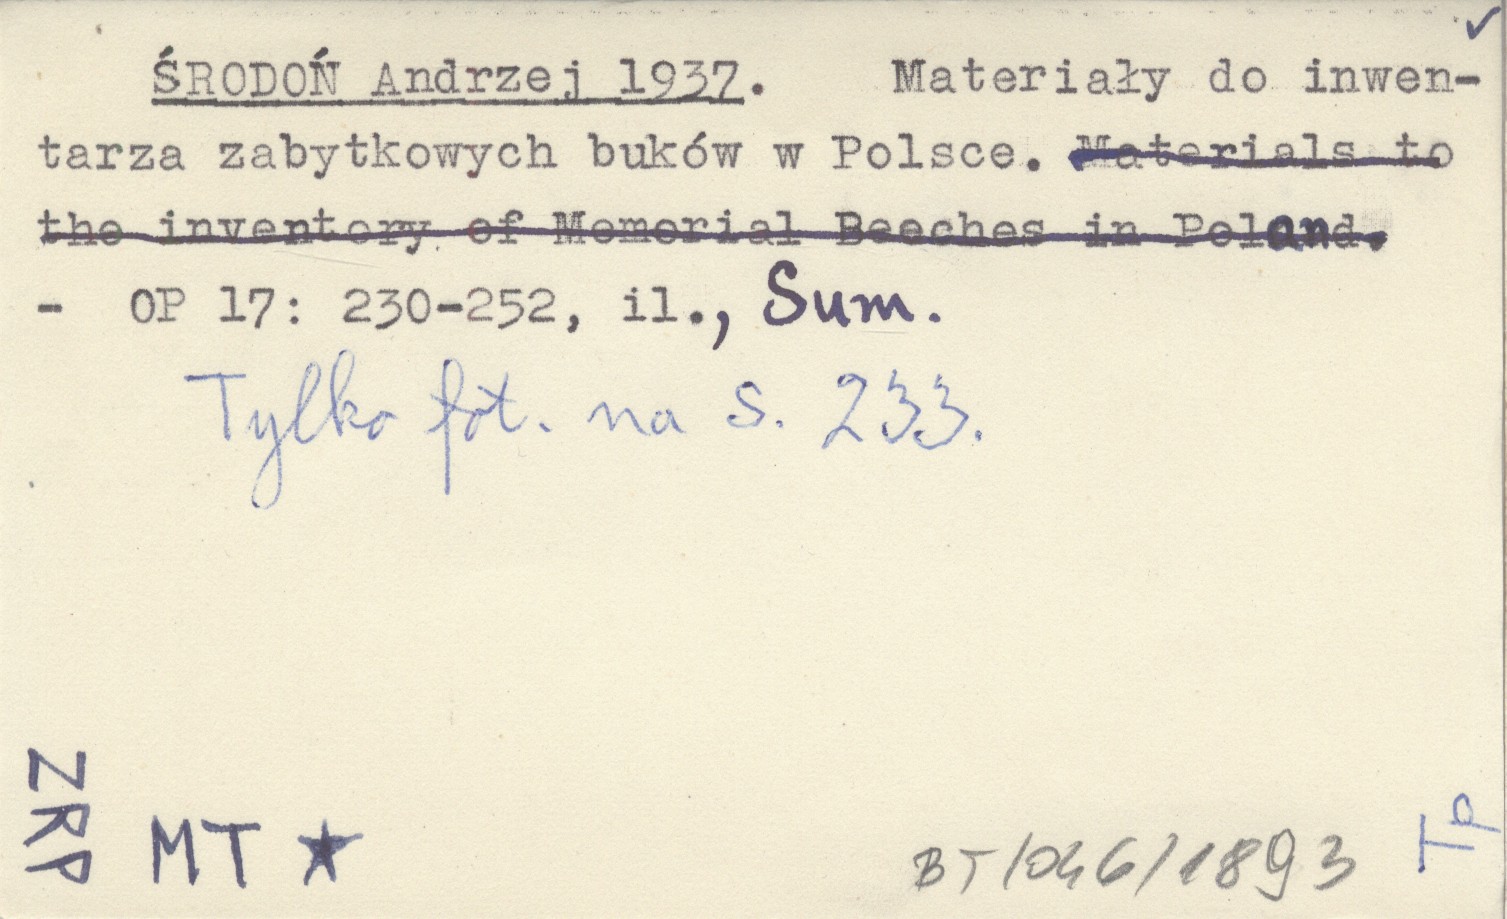 ŚRODOŃ Andrzej 1937. Materiały do inwen-
tarza zabytkowych buków w Polsce. Materials to
the inventory of Memorial Beeches in Poland.
- OP 17: 230-252, il., Sum.
Tylko fot. na s. 233.
ZRP
MT ★
BT/046/1893
Tp